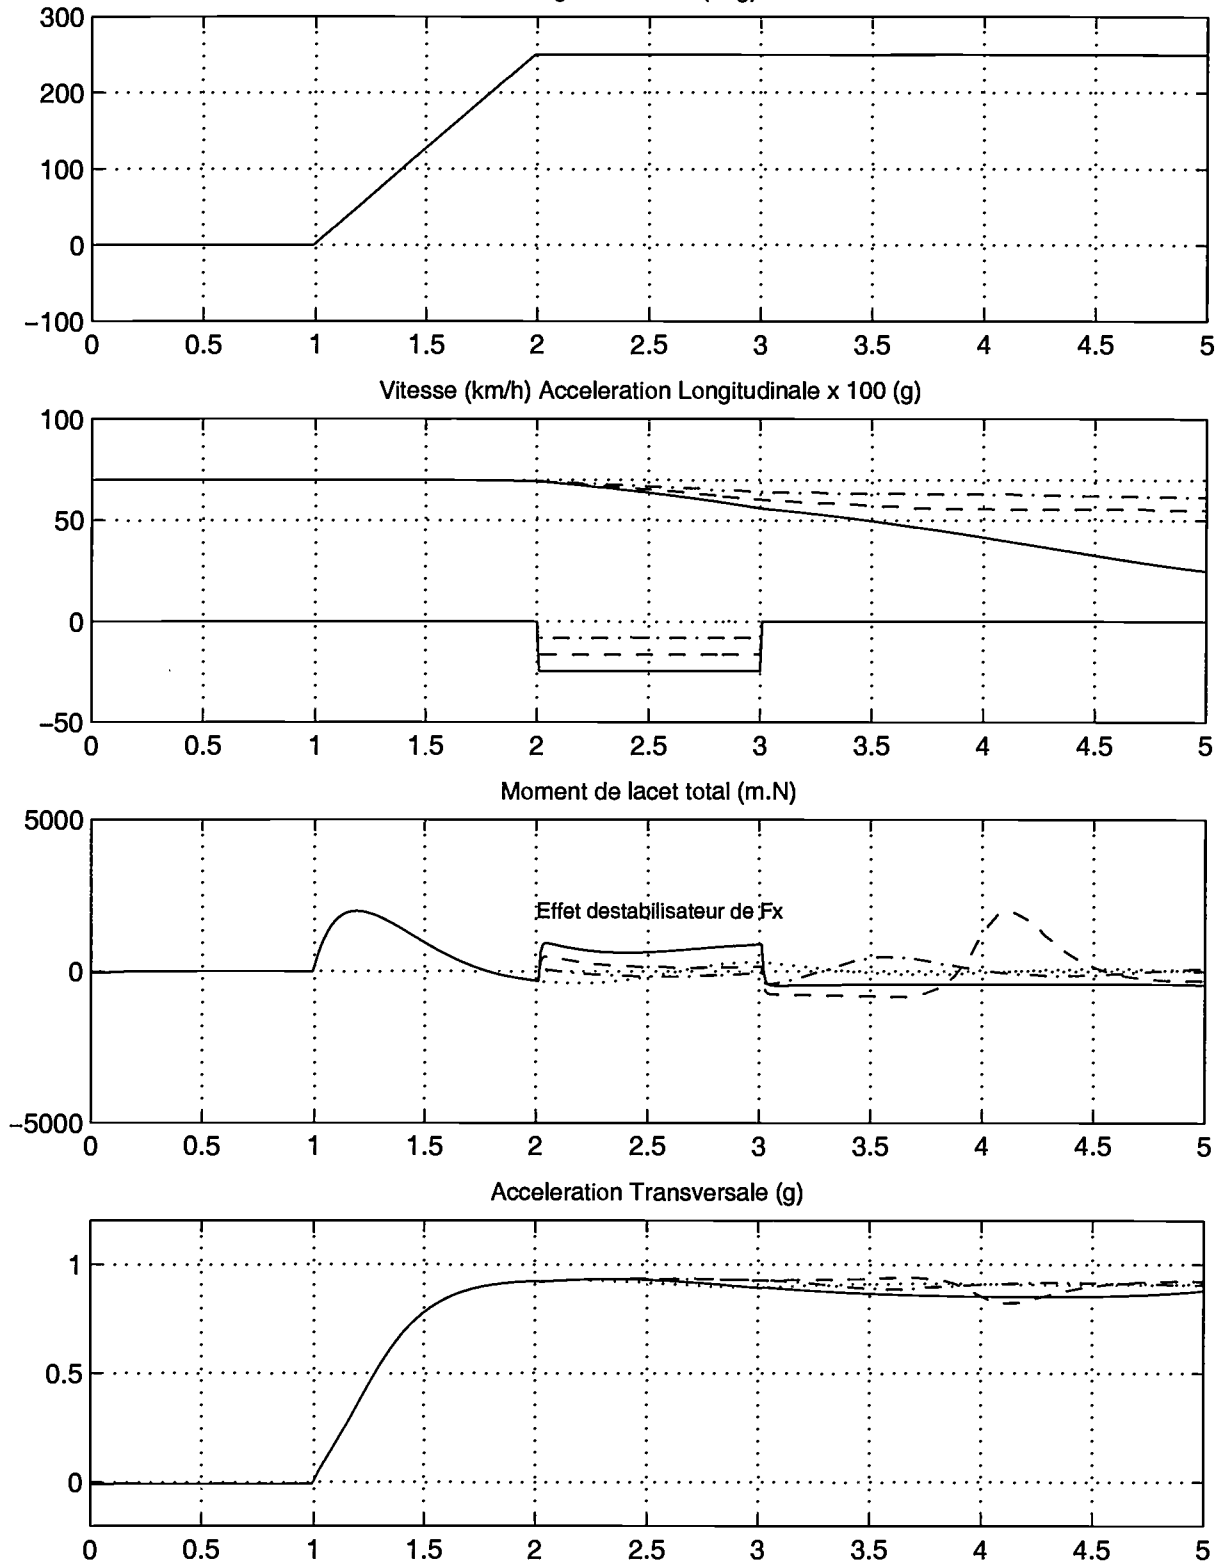 300
200
100
0
−100
0 0.5 1 1.5 2 2.5 3 3.5 4 4.5 5
Vitesse (km/h) Acceleration Longitudinale x 100 (g)
100
50
0
−50
0 0.5 1 1.5 2 2.5 3 3.5 4 4.5 5
Moment de lacet total (m.N)
5000
Effet destabilisateur de Fx
0
−5000
0 0.5 1 1.5 2 2.5 3 3.5 4 4.5 5
Acceleration Transversale (g)
1
0.5
0
0 0.5 1 1.5 2 2.5 3 3.5 4 4.5 5